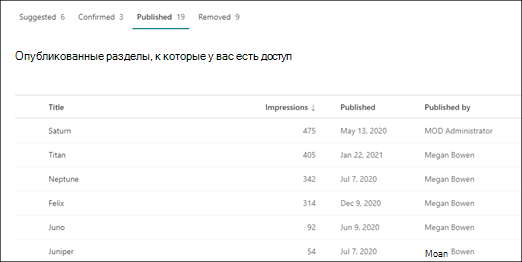 Suggested 6 Confirmed 3 Published 19 Removed 9
Опубликованные разделы, к которые у вас есть доступ
Title Impressions ↓ Published Published by
Saturn 475 May 13, 2020 MOD Administrator
Titan 405 Jan 22, 2021 Megan Bowen
Neptune 342 Jul 7, 2020 Megan Bowen
Felix 314 Dec 9, 2020 Megan Bowen
Juno 92 Jun 9, 2020 Megan Bowen
Juniper 54 Jul 7, 2020 Моал Bowen